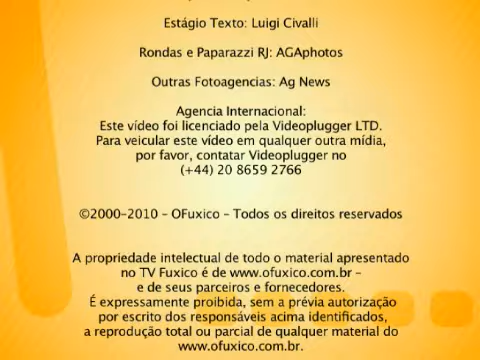 Estágio Texto: Luigi Civalli
Rondas e Paparazzi RJ: AGAphotos
Outras Fotoagencias: Ag News
Agencia Internacional:
Este vídeo foi licenciado pela Videoplugger LTD.
Para veicular este vídeo em qualquer outra mídia,
por favor, contatar Videoplugger no
(+44) 20 8659 2766
©2000-2010 - OFuxico - Todos os direitos reservados
A propriedade intelectual de todo o material apresentado
no TV Fuxico é de www.ofuxico.com.br -
e de seus parceiros e fornecedores.
É expressamente proibida, sem a prévia autorização
por escrito dos responsáveis acima identificados,
a reprodução total ou parcial de qualquer material do
www.ofuxico.com.br.